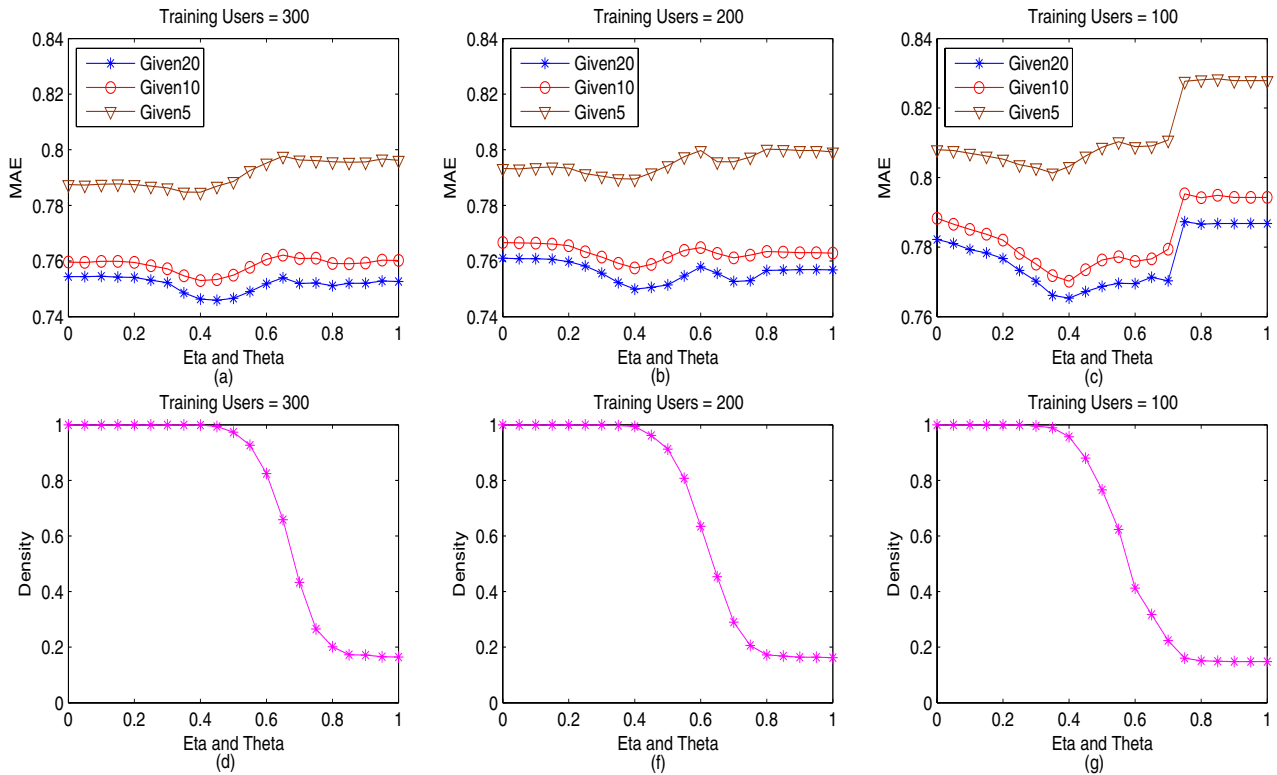 Training Users = 300
0.84
0.82
0.8
0.78
0.76
0.74
MAE
Given20
Given10
Given5
0
0.2
0.4
0.6
0.8
1
Eta and Theta
(a)
Training Users = 200
0.84
0.82
0.8
0.78
0.76
0.74
MAE
Given20
Given10
Given5
0
0.2
0.4
0.6
0.8
1
Eta and Theta
(b)
Training Users = 100
0.84
0.82
0.8
0.78
0.76
MAE
Given20
Given10
Given5
0
0.2
0.4
0.6
0.8
1
Eta and Theta
(c)
Training Users = 300
1
0.8
0.6
0.4
0.2
0
Density
0
0.2
0.4
0.6
0.8
1
Eta and Theta
(d)
Training Users = 200
1
0.8
0.6
0.4
0.2
0
Density
0
0.2
0.4
0.6
0.8
1
Eta and Theta
(f)
Training Users = 100
1
0.8
0.6
0.4
0.2
0
Density
0
0.2
0.4
0.6
0.8
1
Eta and Theta
(g)